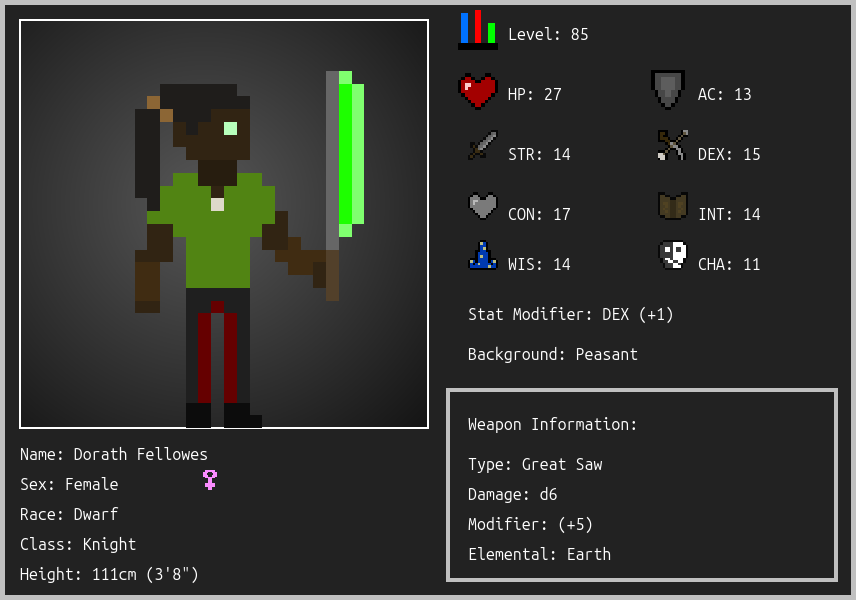 Level: 85
HP: 27
AC: 13
STR: 14
DEX: 15
CON: 17
INT: 14
WIS: 14
CHA: 11
Stat Modifier: DEX (+1)
Background: Peasant
Weapon Information:
Type: Great Saw
Damage: d6
Modifier: (+5)
Elemental: Earth
Name: Dorath Fellowes
Sex: Female
Race: Dwarf
Class: Knight
Height: 111cm (3'8")